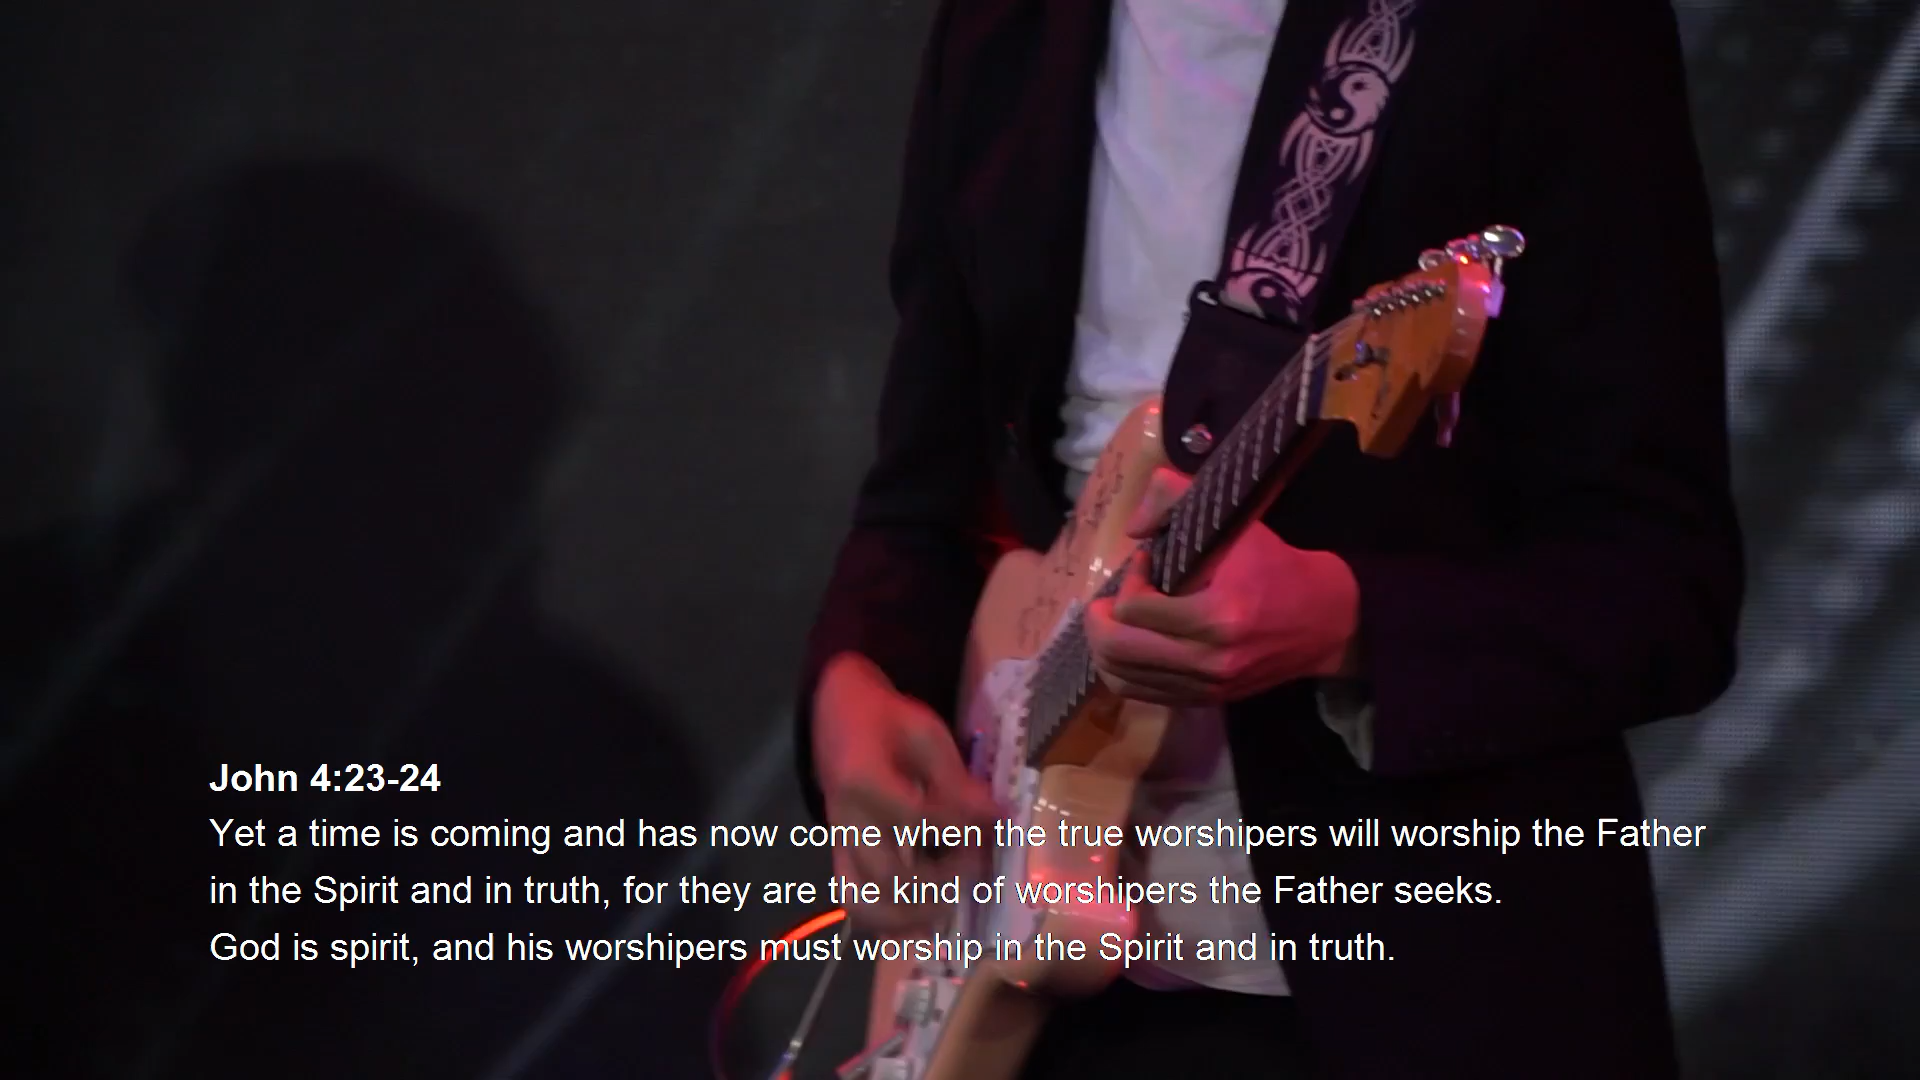 John 4:23-24
Yet a time is coming and has now come when the true worshipers will worship the Father
in the Spirit and in truth, for they are the kind of worshipers the Father seeks.
God is spirit, and his worshipers must worship in the Spirit and in truth.